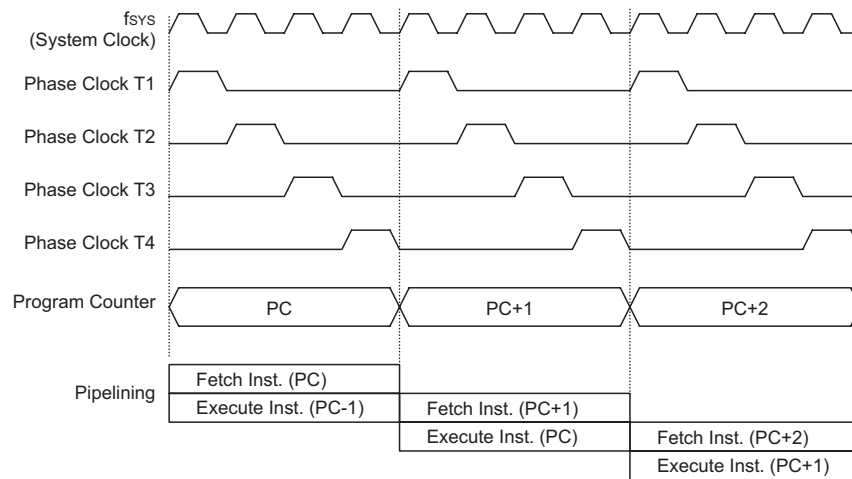 fSYS
(System Clock)
Phase Clock T1
Phase Clock T2
Phase Clock T3
Phase Clock T4
Program Counter
PC
PC+1
PC+2
Pipelining
Fetch Inst. (PC)
Execute Inst. (PC-1)
Fetch Inst. (PC+1)
Execute Inst. (PC)
Fetch Inst. (PC+2)
Execute Inst. (PC+1)